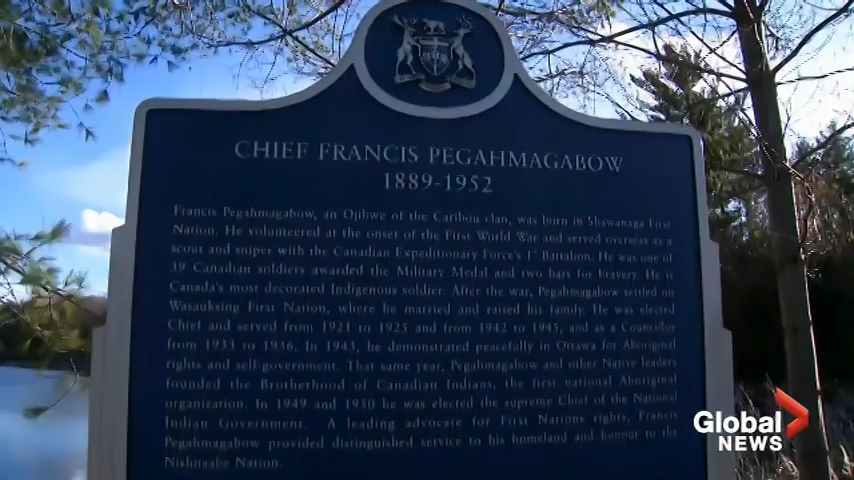 CHIEF FRANCIS PEGAHMAGABOW
1889-1952
Francis Pegahmagabow, an Ojibwe of the Caribou clan, was born in Shawanaga First
Nation. He volunteered at the onset of the First World War and served overseas as a
scout and sniper with the Canadian Expeditionary Force's 1st Battalion. He was one of
39 Canadian soldiers awarded the Military Medal and two bars for bravery. He is
Canada's most decorated Indigenous soldier. After the war, Pegahmagabow settled on
Wasauksing First Nation, where he married and raised his family. He was elected
Chief and served from 1921 to 1925 and from 1942 to 1945, and as a Councillor
from 1933 to 1936. In 1943, he demonstrated peacefully in Ottawa for Aboriginal
rights and self-government. That same year, Pegahmagabow and other Native leaders
founded the Brotherhood of Canadian Indians, the first national Aboriginal
organization. In 1949 and 1950 he was elected the supreme Chief of the National
Indian Government. A leading advocate for First Nations rights, Francis
Pegahmagabow provided distinguished service to his homeland and honour to the
Nishnaabe Nation.
Global
NEWS